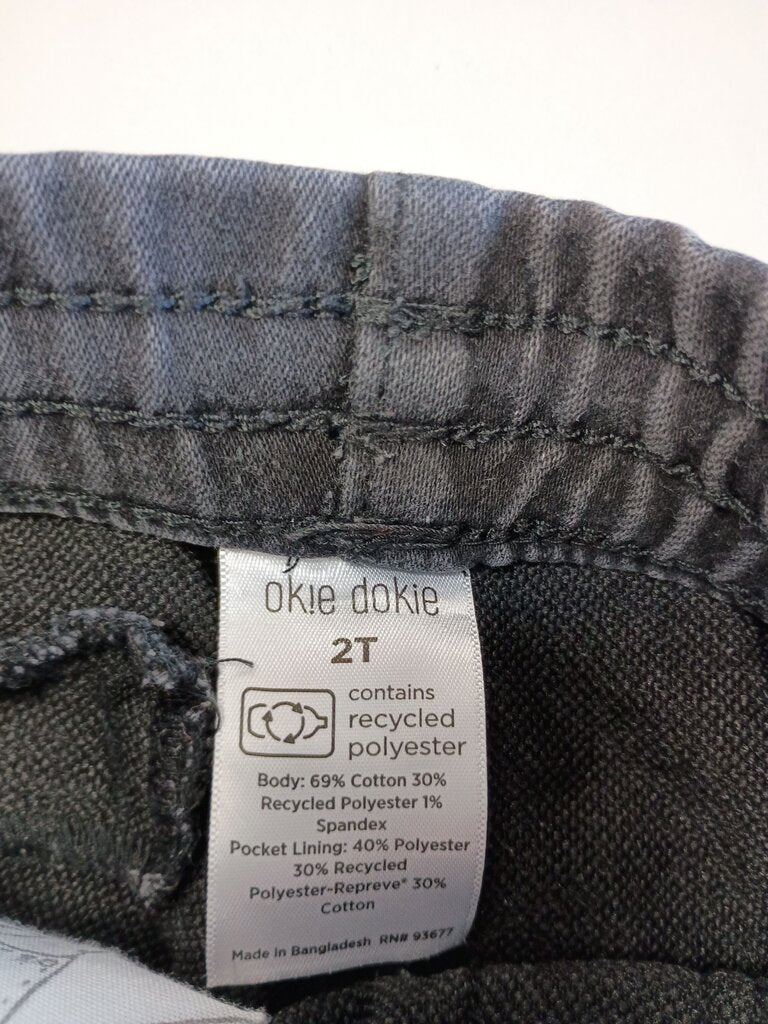 ok!e dokie
2T
contains
recycled
polyester
Body: 69% Cotton 30%
Recycled Polyester 1%
Spandex
Pocket Lining: 40% Polyester
30% Recycled
Polyester-Repreve® 30%
Cotton
Made in Bangladesh RN# 93677